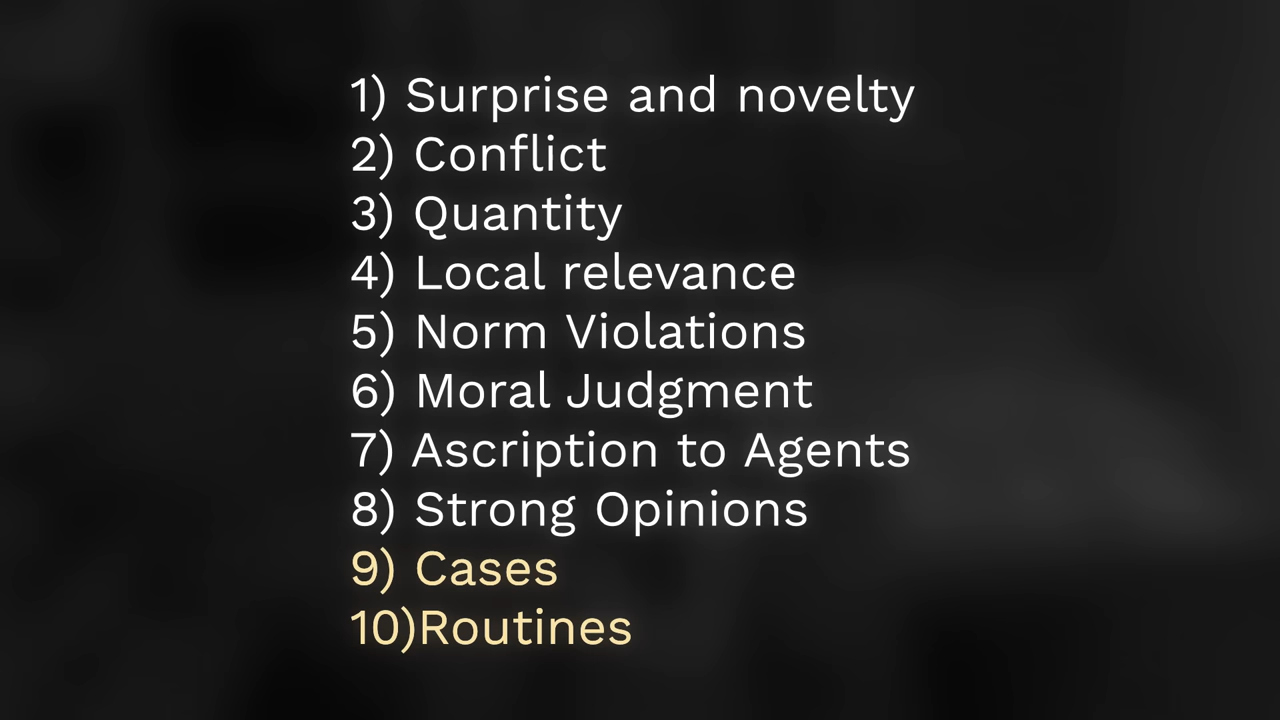 1) Surprise and novelty
2) Conflict
3) Quantity
4) Local relevance
5) Norm Violations
6) Moral Judgment
7) Ascription to Agents
8) Strong Opinions
9) Cases
10)Routines